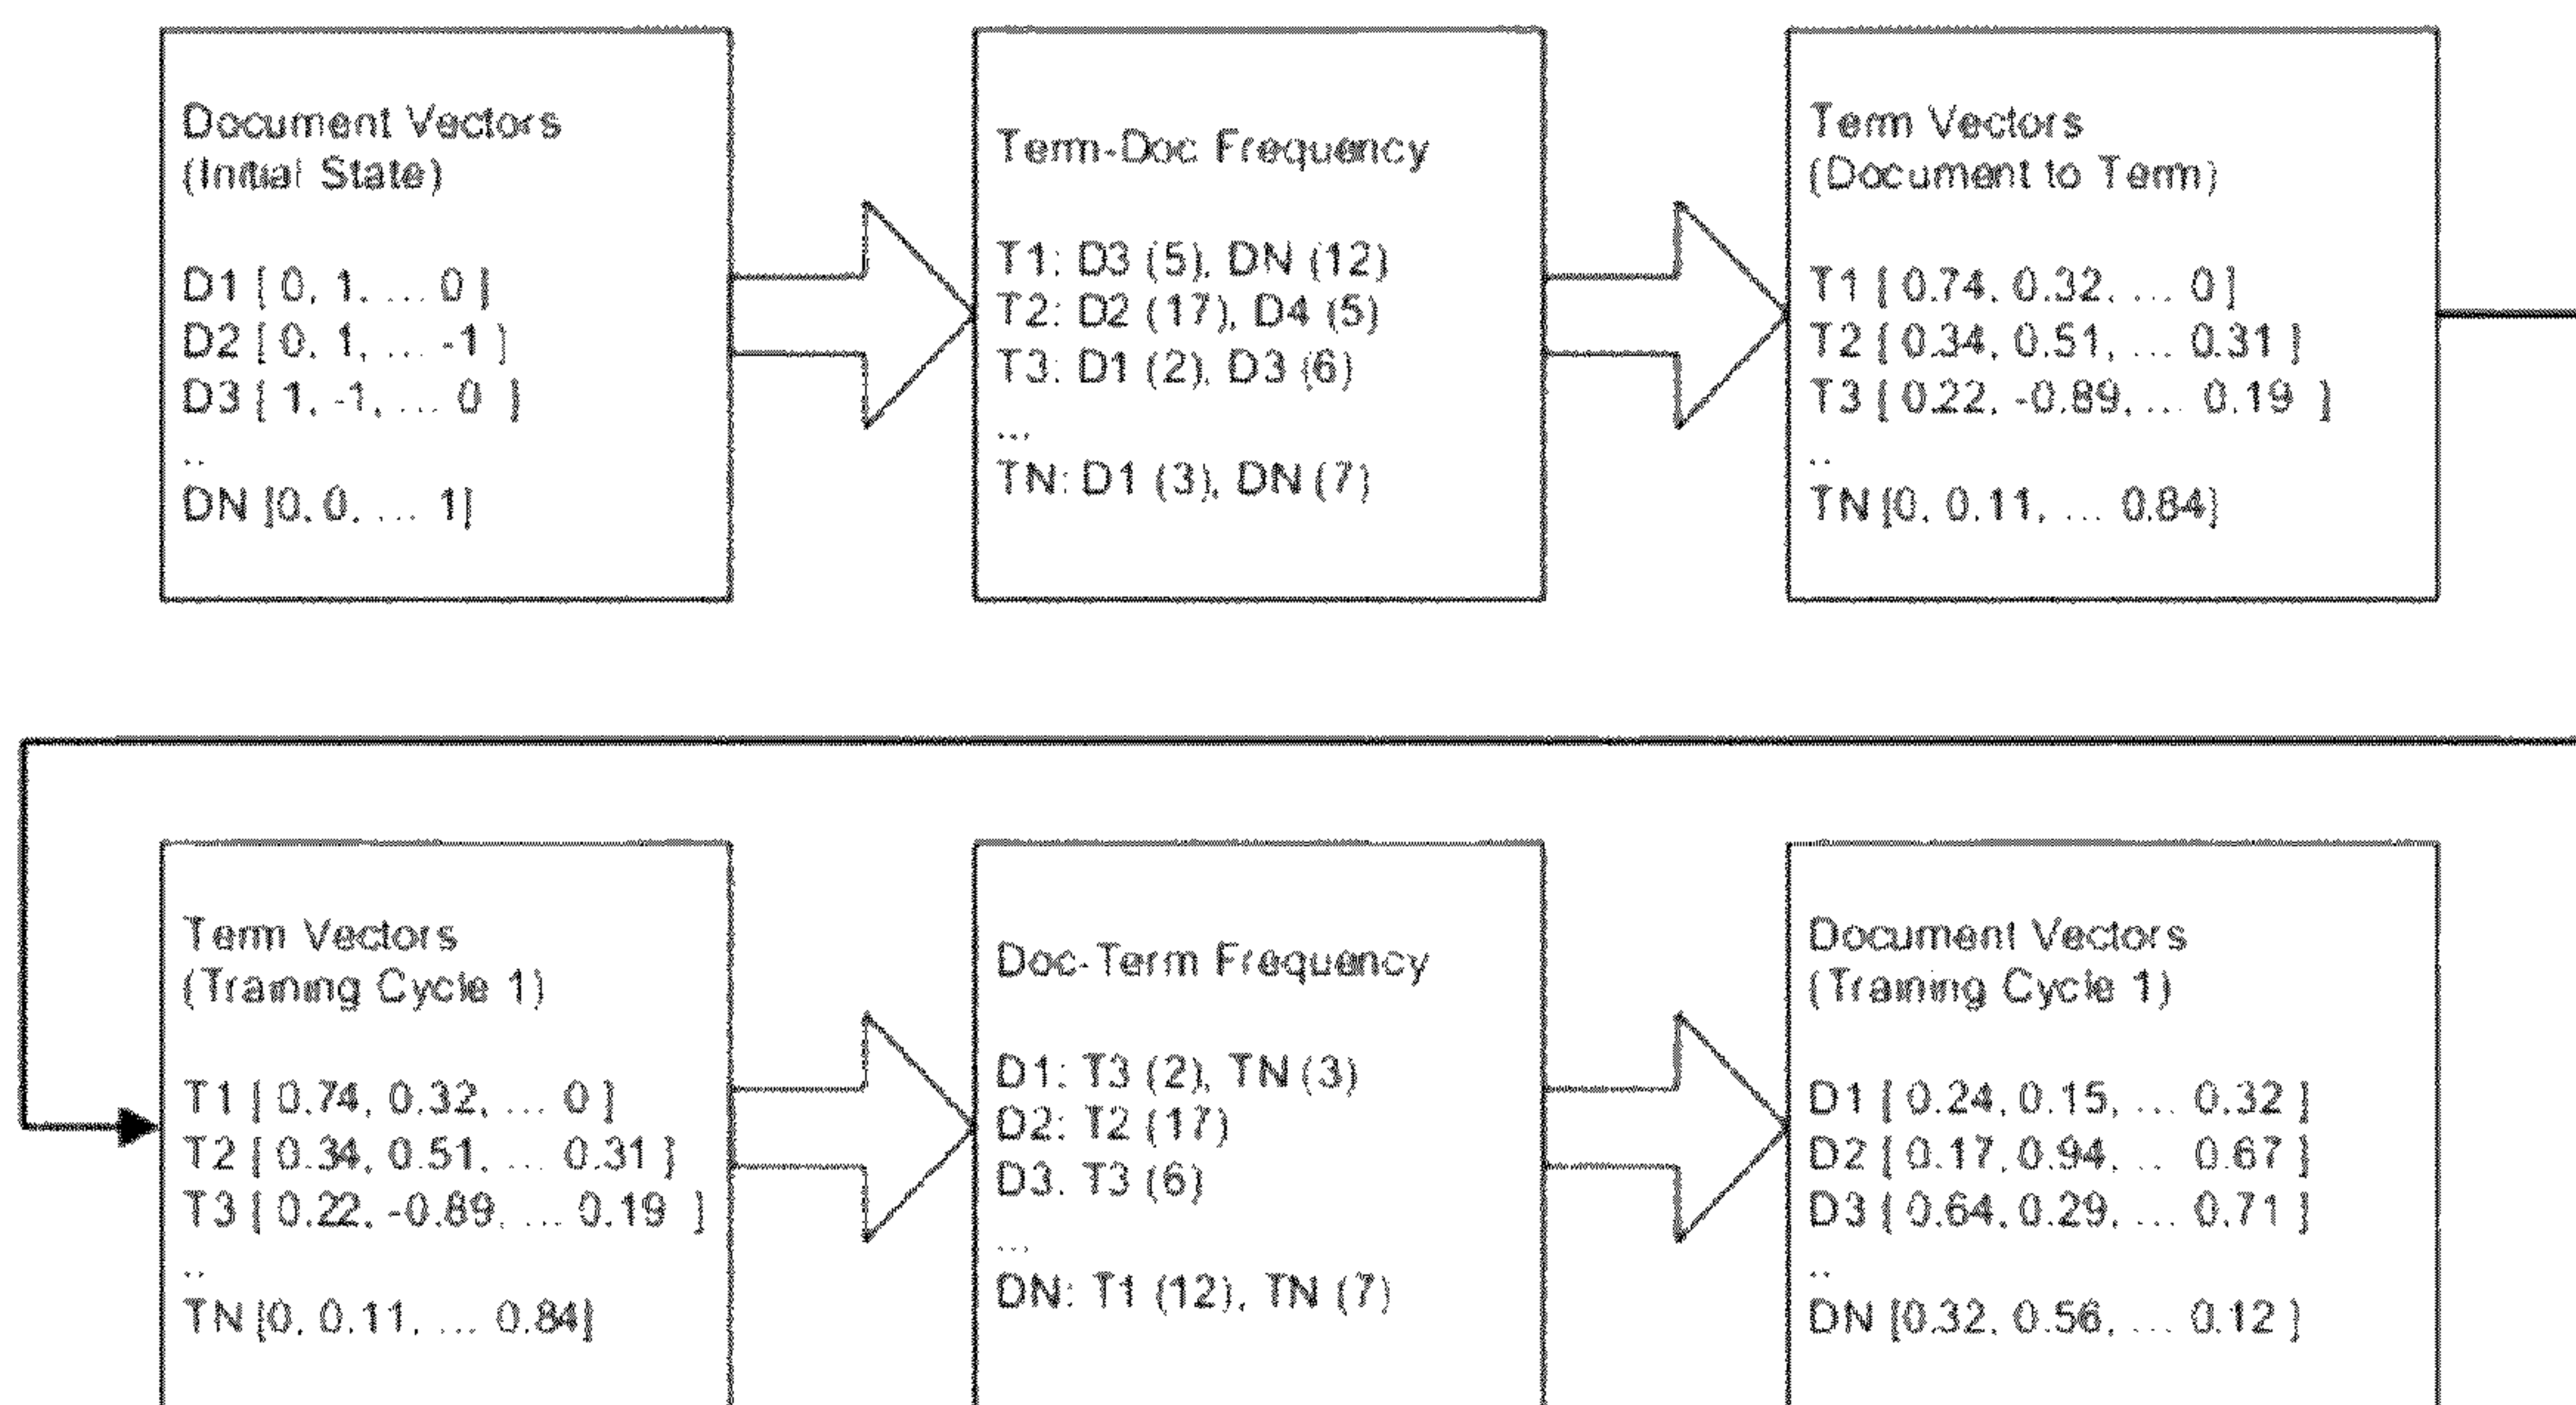 Document Vectors
(Initial State)
D1 [ 0, 1, ... 0 ]
D2 [ 0, 1, ... -1 ]
D3 [ 1, -1, ... 0 ]
..
DN [0, 0, ... 1]
Term-Doc Frequency
T1: D3 (5), DN (12)
T2: D2 (17), D4 (5)
T3: D1 (2), D3 (6)
...
TN: D1 (3), DN (7)
Term Vectors
(Document to Term)
T1 [ 0.74, 0.32, ... 0 ]
T2 [ 0.34, 0.51, ... 0.31 ]
T3 [ 0.22, -0.89, ... 0.19 ]
..
TN [0, 0.11, ... 0.84]
Term Vectors
(Training Cycle 1)
T1 [ 0.74, 0.32, ... 0 ]
T2 [ 0.34, 0.51, ... 0.31 ]
T3 [ 0.22, -0.89, ... 0.19 ]
..
TN [0, 0.11, ... 0.84]
Doc-Term Frequency
D1: T3 (2), TN (3)
D2: T2 (17)
D3. T3 (6)
...
DN: T1 (12), TN (7)
Document Vectors
(Training Cycle 1)
D1 [ 0.24, 0.15, ... 0.32 ]
D2 [ 0.17, 0.94, ... 0.67 ]
D3 [ 0.64, 0.29, ... 0.71 ]
..
DN [0.32, 0.56, ... 0.12 ]